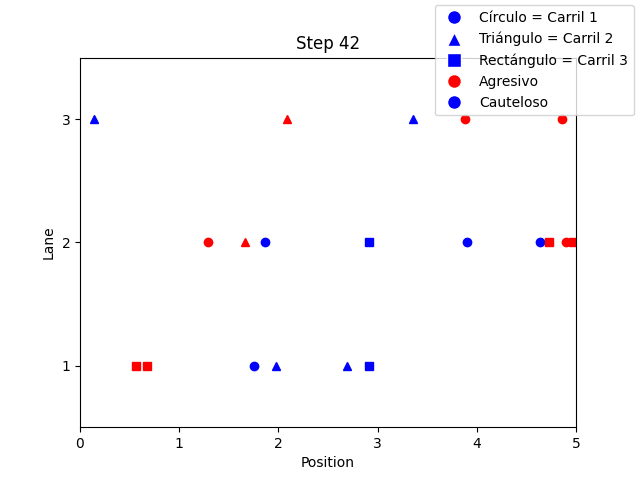 Step 42
Círculo = Carril 1
Triángulo = Carril 2
Rectángulo = Carril 3
Agresivo
Cauteloso
Lane
3
2
1
0 1 2 3 4 5
Position